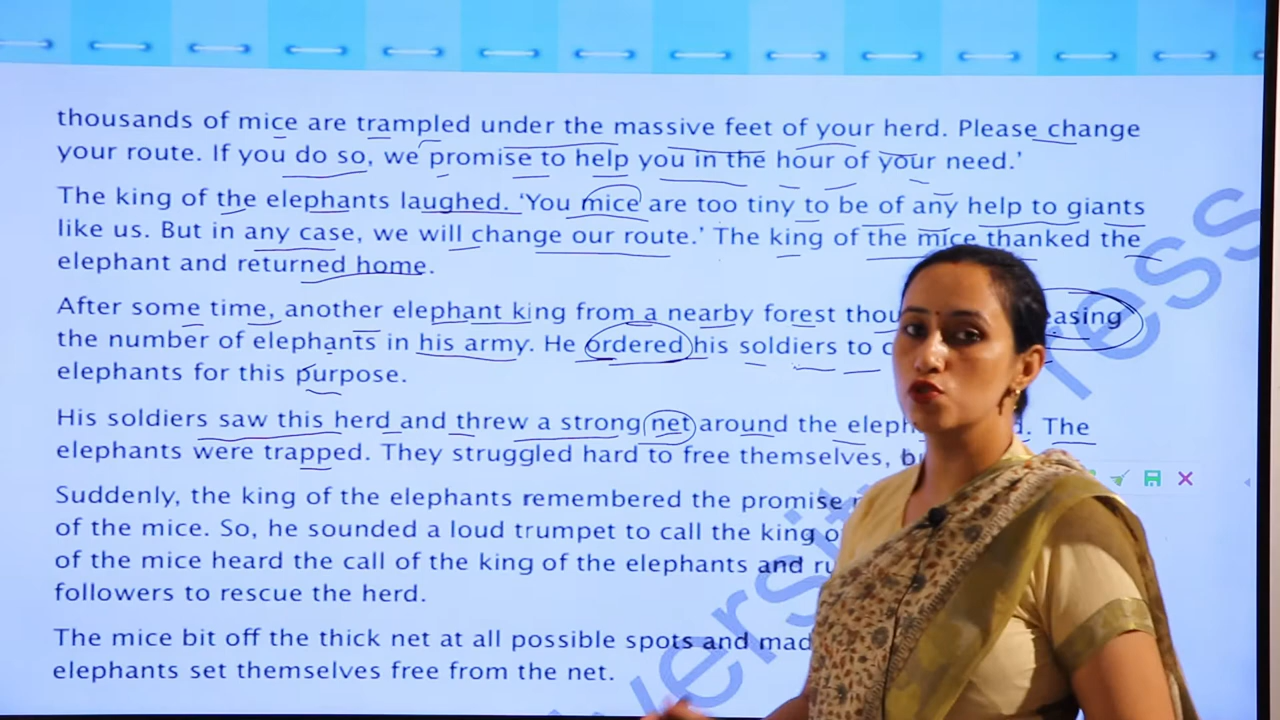 thousands of mice are trampled under the massive feet of your herd. Please change
your route. If you do so, we promise to help you in the hour of your need.’
The king of the elephants laughed. ‘You mice are too tiny to be of any help to giants
like us. But in any case, we will change our route.’ The king of the mice thanked the
elephant and returned home.
After some time, another elephant king from a nearby forest
the number of elephants in his army. He ordered his soldiers to
elephants for this purpose.
His soldiers saw this herd and threw a strong net around the The
elephants were trapped. They struggled hard to free themselves,
Suddenly, the king of the elephants remembered the promise
of the mice. So, he sounded a loud trumpet to call the king
of the mice heard the call of the king of the elephants and
followers to rescue the herd.
The mice bit off the thick net at all possible spots and
elephants set themselves free from the net.